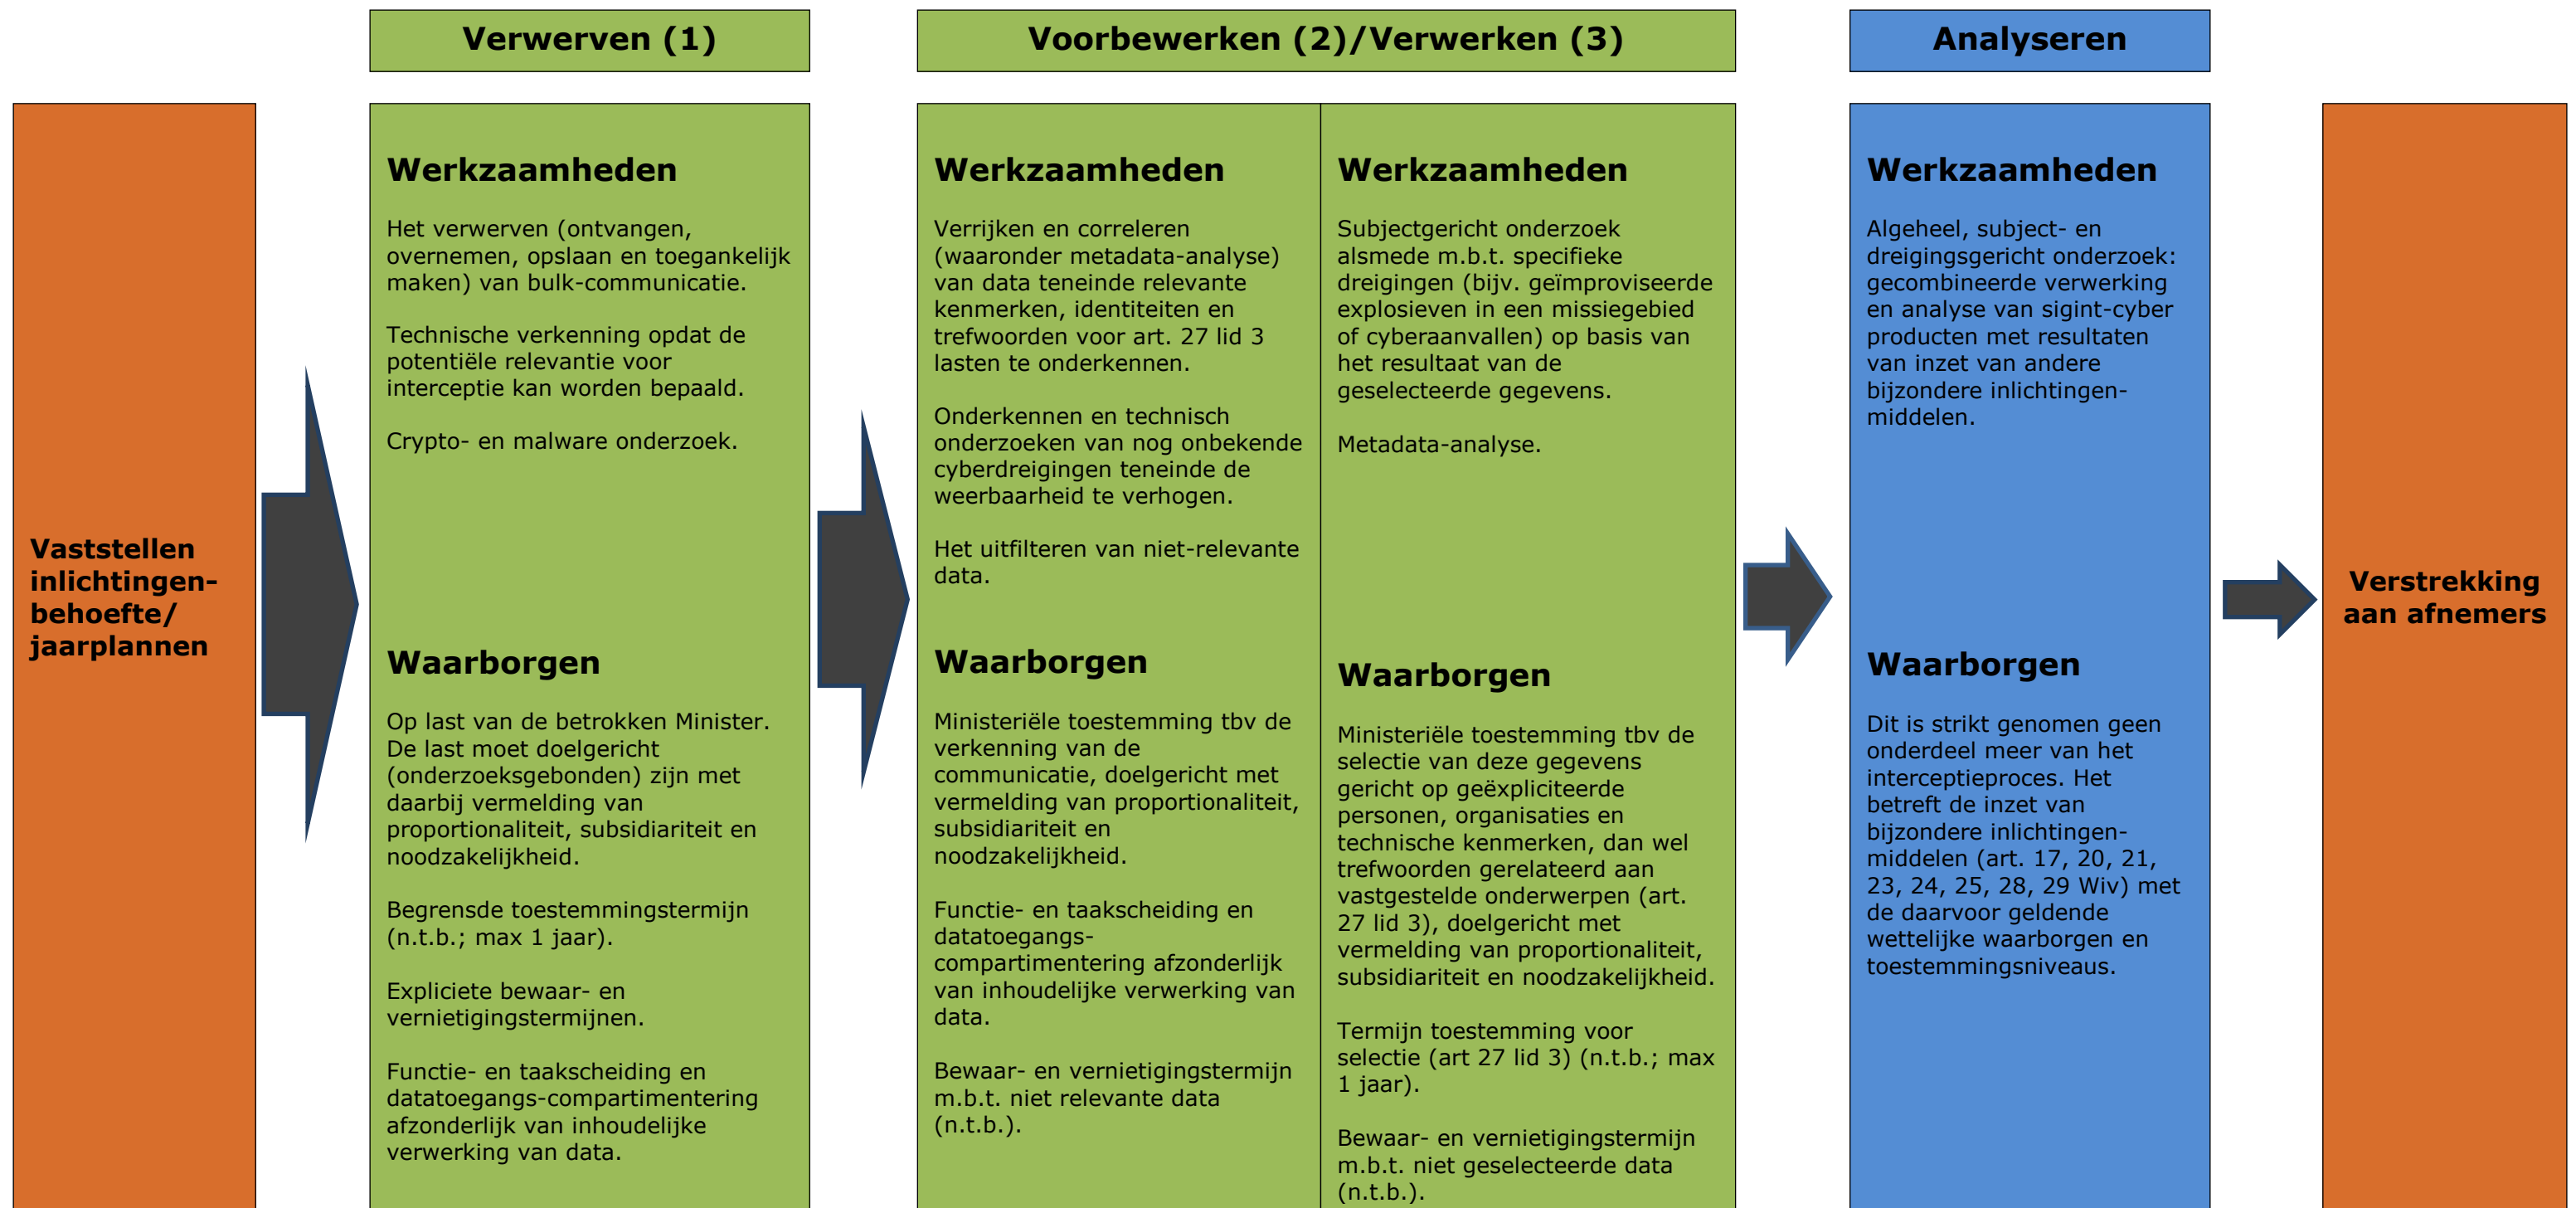 Verwerven (1)
Voorbewerken (2)/Verwerken (3)
Analyseren
Vaststellen
inlichtingen-
behoefte/
jaarplannen
Werkzaamheden
Het verwerven (ontvangen,
overnemen, opslaan en toegankelijk
maken) van bulk-communicatie.
Technische verkenning opdat de
potentiële relevantie voor
interceptie kan worden bepaald.
Crypto- en malware onderzoek.
Waarborgen
Op last van de betrokken Minister.
De last moet doelgericht
(onderzoeksgebonden) zijn met
daarbij vermelding van
proportionaliteit, subsidiariteit en
noodzakelijkheid.
Begrensde toestemmingstermijn
(n.t.b.; max 1 jaar).
Expliciete bewaar- en
vernietigingstermijnen.
Functie- en taakscheiding en
datatoegangs-compartimentering
afzonderlijk van inhoudelijke
verwerking van data.
Werkzaamheden
Verrijken en correleren
(waaronder metadata-analyse)
van data teneinde relevante
kenmerken, identiteiten en
trefwoorden voor art. 27 lid 3
lasten te onderkennen.
Onderkennen en technisch
onderzoeken van nog onbekende
cyberdreigingen teneinde de
weerbaarheid te verhogen.
Het uitfilteren van niet-relevante
data.
Waarborgen
Ministeriële toestemming tbv de
verkenning van de
communicatie, doelgericht met
vermelding van proportionaliteit,
subsidiariteit en
noodzakelijkheid.
Functie- en taakscheiding en
datatoegangs-
compartimentering afzonderlijk
van inhoudelijke verwerking van
data.
Bewaar- en vernietigingstermijn
m.b.t. niet relevante data
(n.t.b.).
Werkzaamheden
Subjectgericht onderzoek
alsmede m.b.t. specifieke
dreigingen (bijv. geïmproviseerde
explosieven in een missiegebied
of cyberaanvallen) op basis van
het resultaat van de
geselecteerde gegevens.
Metadata-analyse.
Waarborgen
Ministeriële toestemming tbv de
selectie van deze gegevens
gericht op geëxpliciteerde
personen, organisaties en
technische kenmerken, dan wel
trefwoorden gerelateerd aan
vastgestelde onderwerpen (art.
27 lid 3), doelgericht met
vermelding van proportionaliteit,
subsidiariteit en noodzakelijkheid.
Termijn toestemming voor
selectie (art 27 lid 3) (n.t.b.; max
1 jaar).
Bewaar- en vernietigingstermijn
m.b.t. niet geselecteerde data
(n.t.b.).
Werkzaamheden
Algeheel, subject- en
dreigingsgericht onderzoek:
gecombineerde verwerking
en analyse van sigint-cyber
producten met resultaten
van inzet van andere
bijzondere inlichtingen-
middelen.
Waarborgen
Dit is strikt genomen geen
onderdeel meer van het
interceptieproces. Het
betreft de inzet van
bijzondere inlichtingen-
middelen (art. 17, 20, 21,
23, 24, 25, 28, 29 Wiv) met
de daarvoor geldende
wettelijke waarborgen en
toestemmingsniveaus.
Verstrekking
aan afnemers